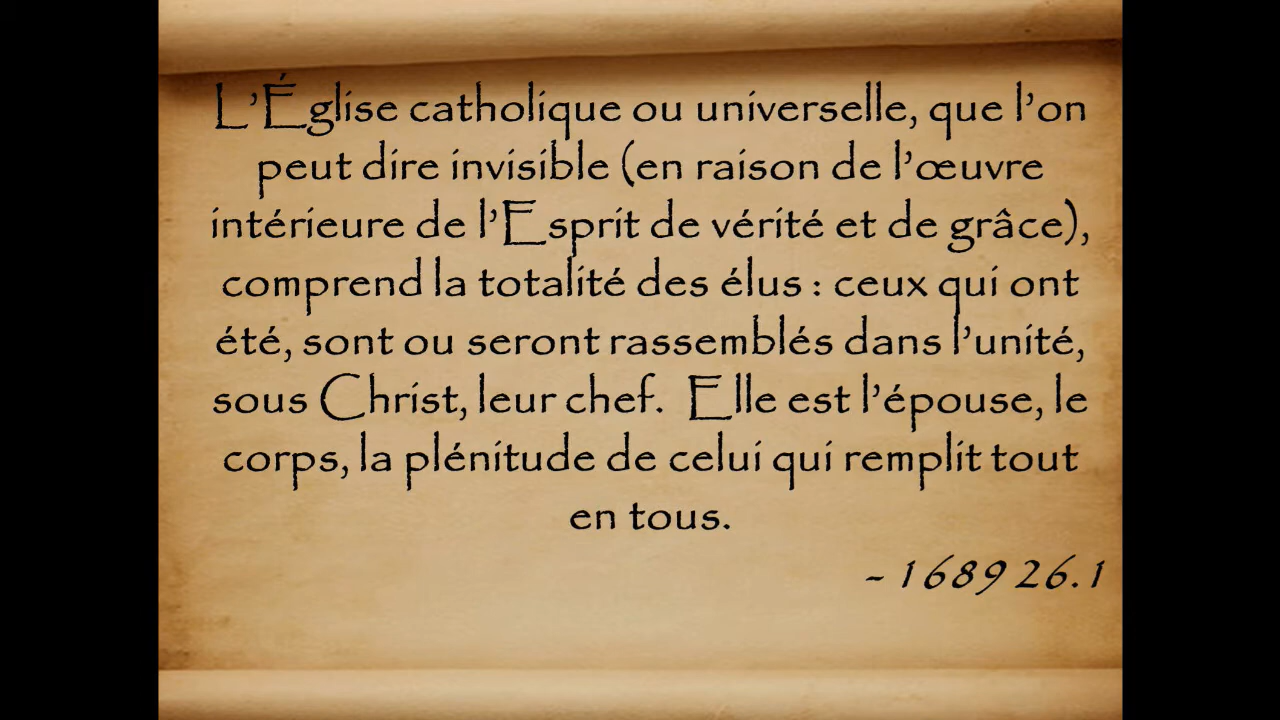 L’Église catholique ou universelle, que l’on
peut dire invisible (en raison de l’œuvre
intérieure de l’Esprit de vérité et de grâce),
comprend la totalité des élus : ceux qui ont
été, sont ou seront rassemblés dans l’unité,
sous Christ, leur chef.  Elle est l’épouse, le
corps, la plénitude de celui qui remplit tout
en tous.
- 1689 26.1